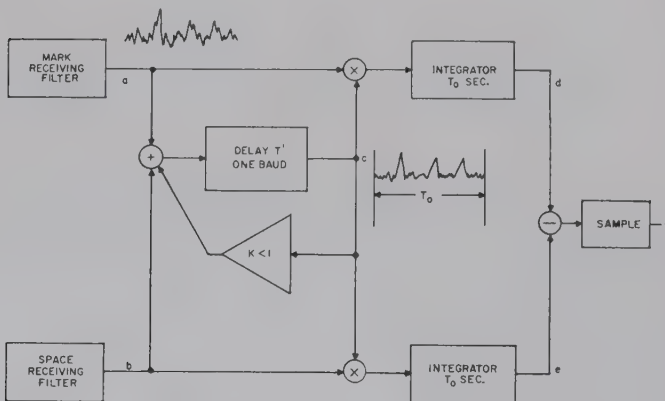 MARK
RECEIVING
FILTER
a
×
INTEGRATOR
T₀ SEC.
d
+
DELAY T'
ONE BAUD
c
T₀
K < 1
−
SAMPLE
SPACE
RECEIVING
FILTER
b
×
INTEGRATOR
T₀ SEC.
e